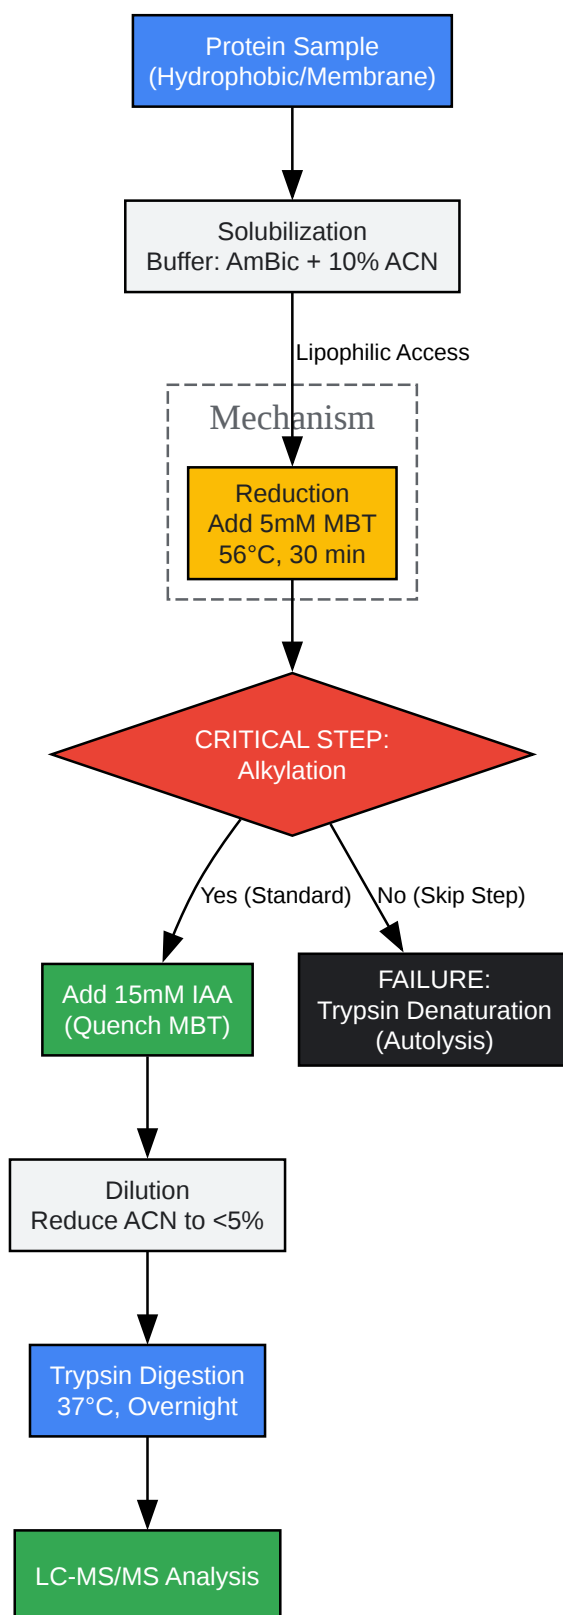 Protein Sample
(Hydrophobic/Membrane)
Solubilization
Buffer: AmBic + 10% ACN
Lipophilic Access
Mechanism
Reduction
Add 5mM MBT
56°C, 30 min
CRITICAL STEP:
Alkylation
Yes (Standard)
No (Skip Step)
Add 15mM IAA
(Quench MBT)
FAILURE:
Trypsin Denaturation
(Autolysis)
Dilution
Reduce ACN to <5%
Trypsin Digestion
37°C, Overnight
LC-MS/MS Analysis